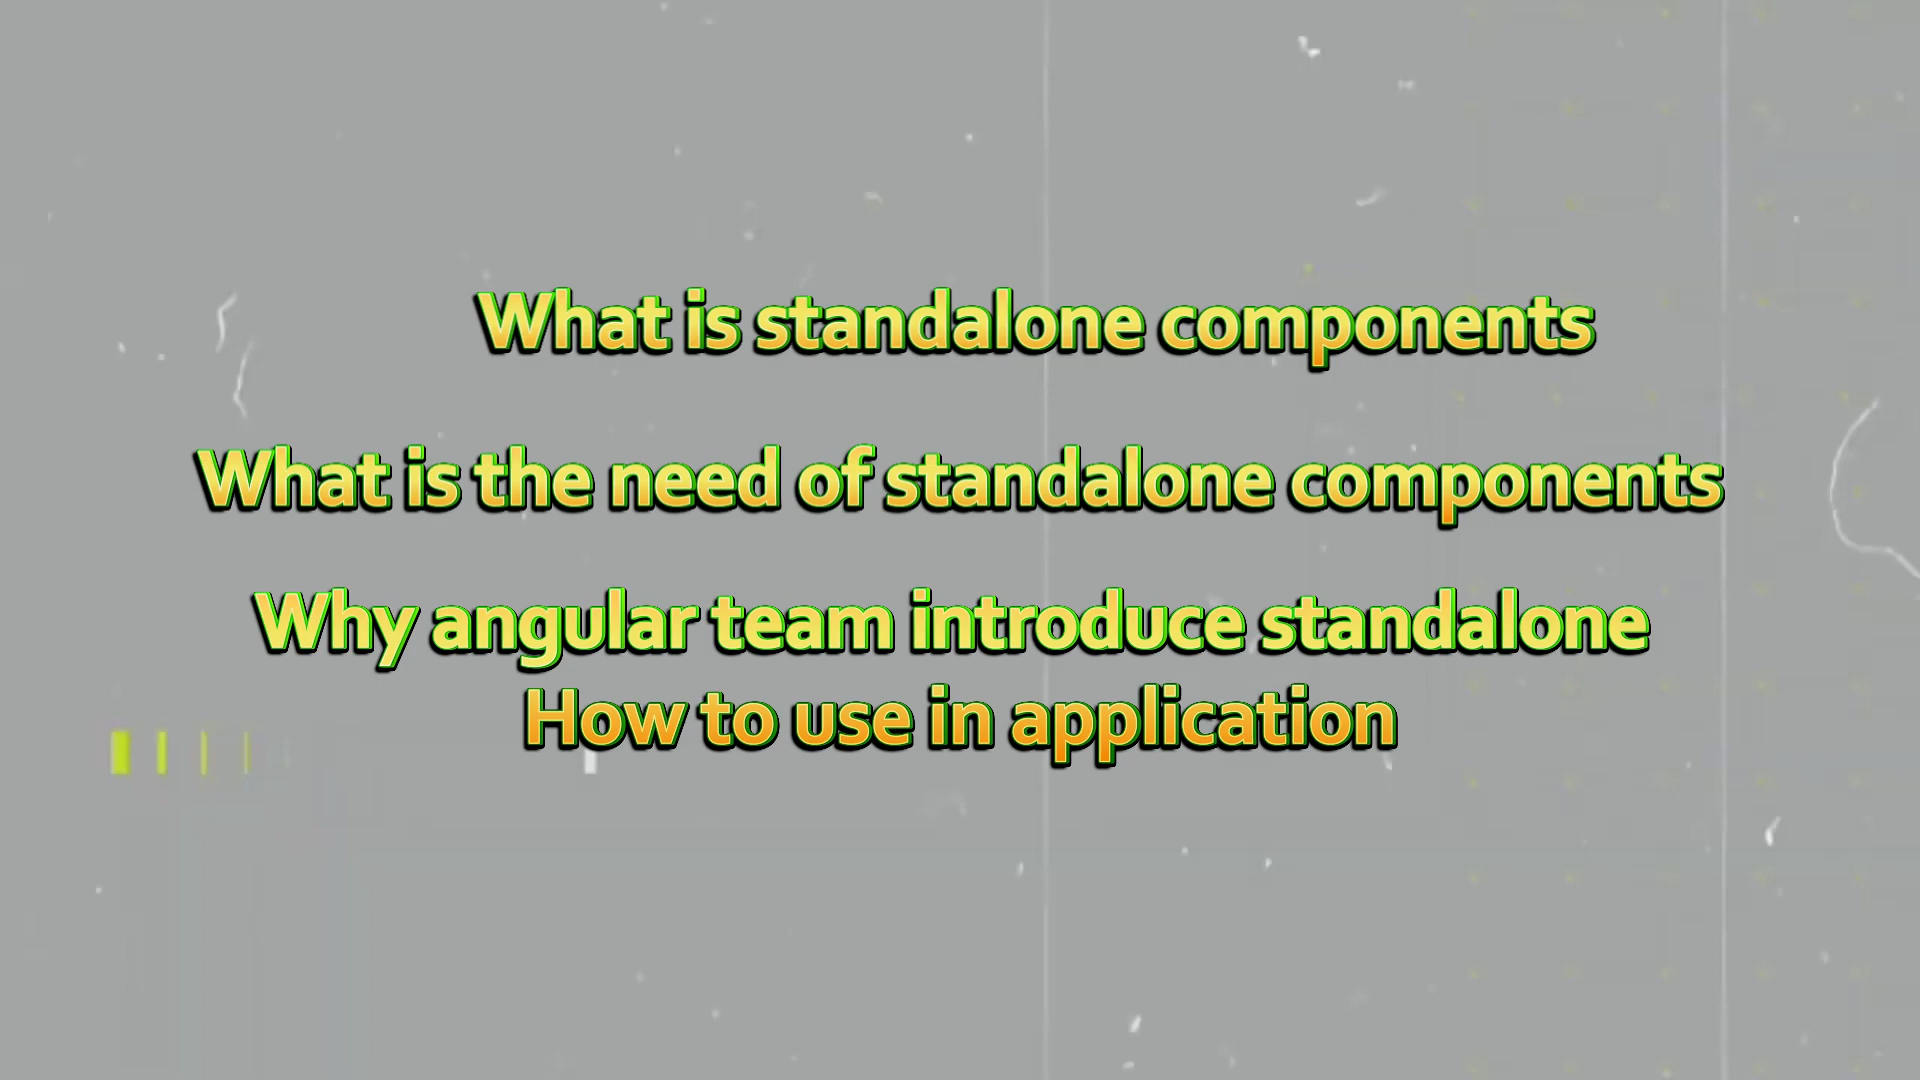 What is standalone components
What is the need of standalone components
Why angular team introduce standalone
How to use in application